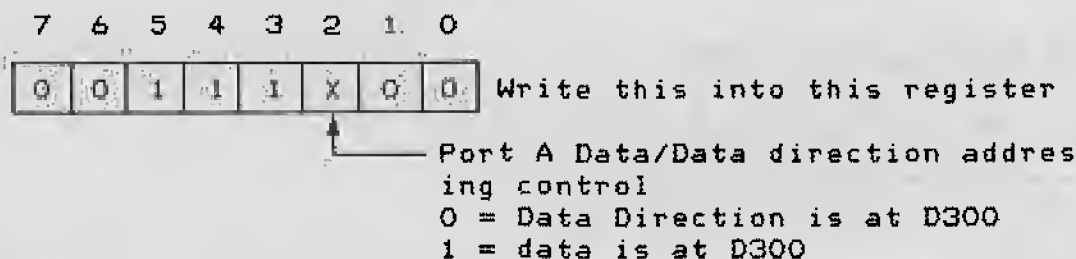 7 6 5 4 3 2 1 0
0 0 1 1 1 X 0 0 Write this into this register
Port A Data/Data direction addres
ing control
0 = Data Direction is at D300
1 = data is at D300